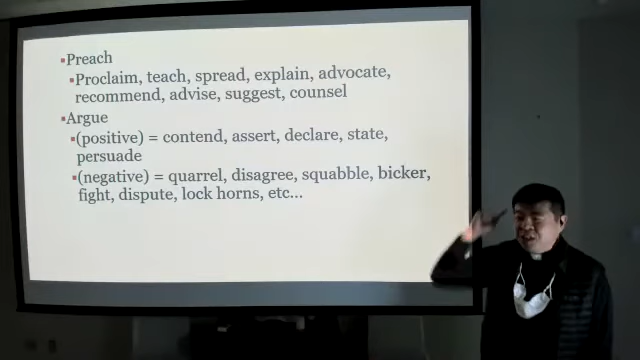 ▪Preach
▪Proclaim, teach, spread, explain, advocate,
recommend, advise, suggest, counsel
▪Argue
▪(positive) = contend, assert, declare, state,
persuade
▪(negative) = quarrel, disagree, squabble, bicker,
fight, dispute, lock horns, etc...